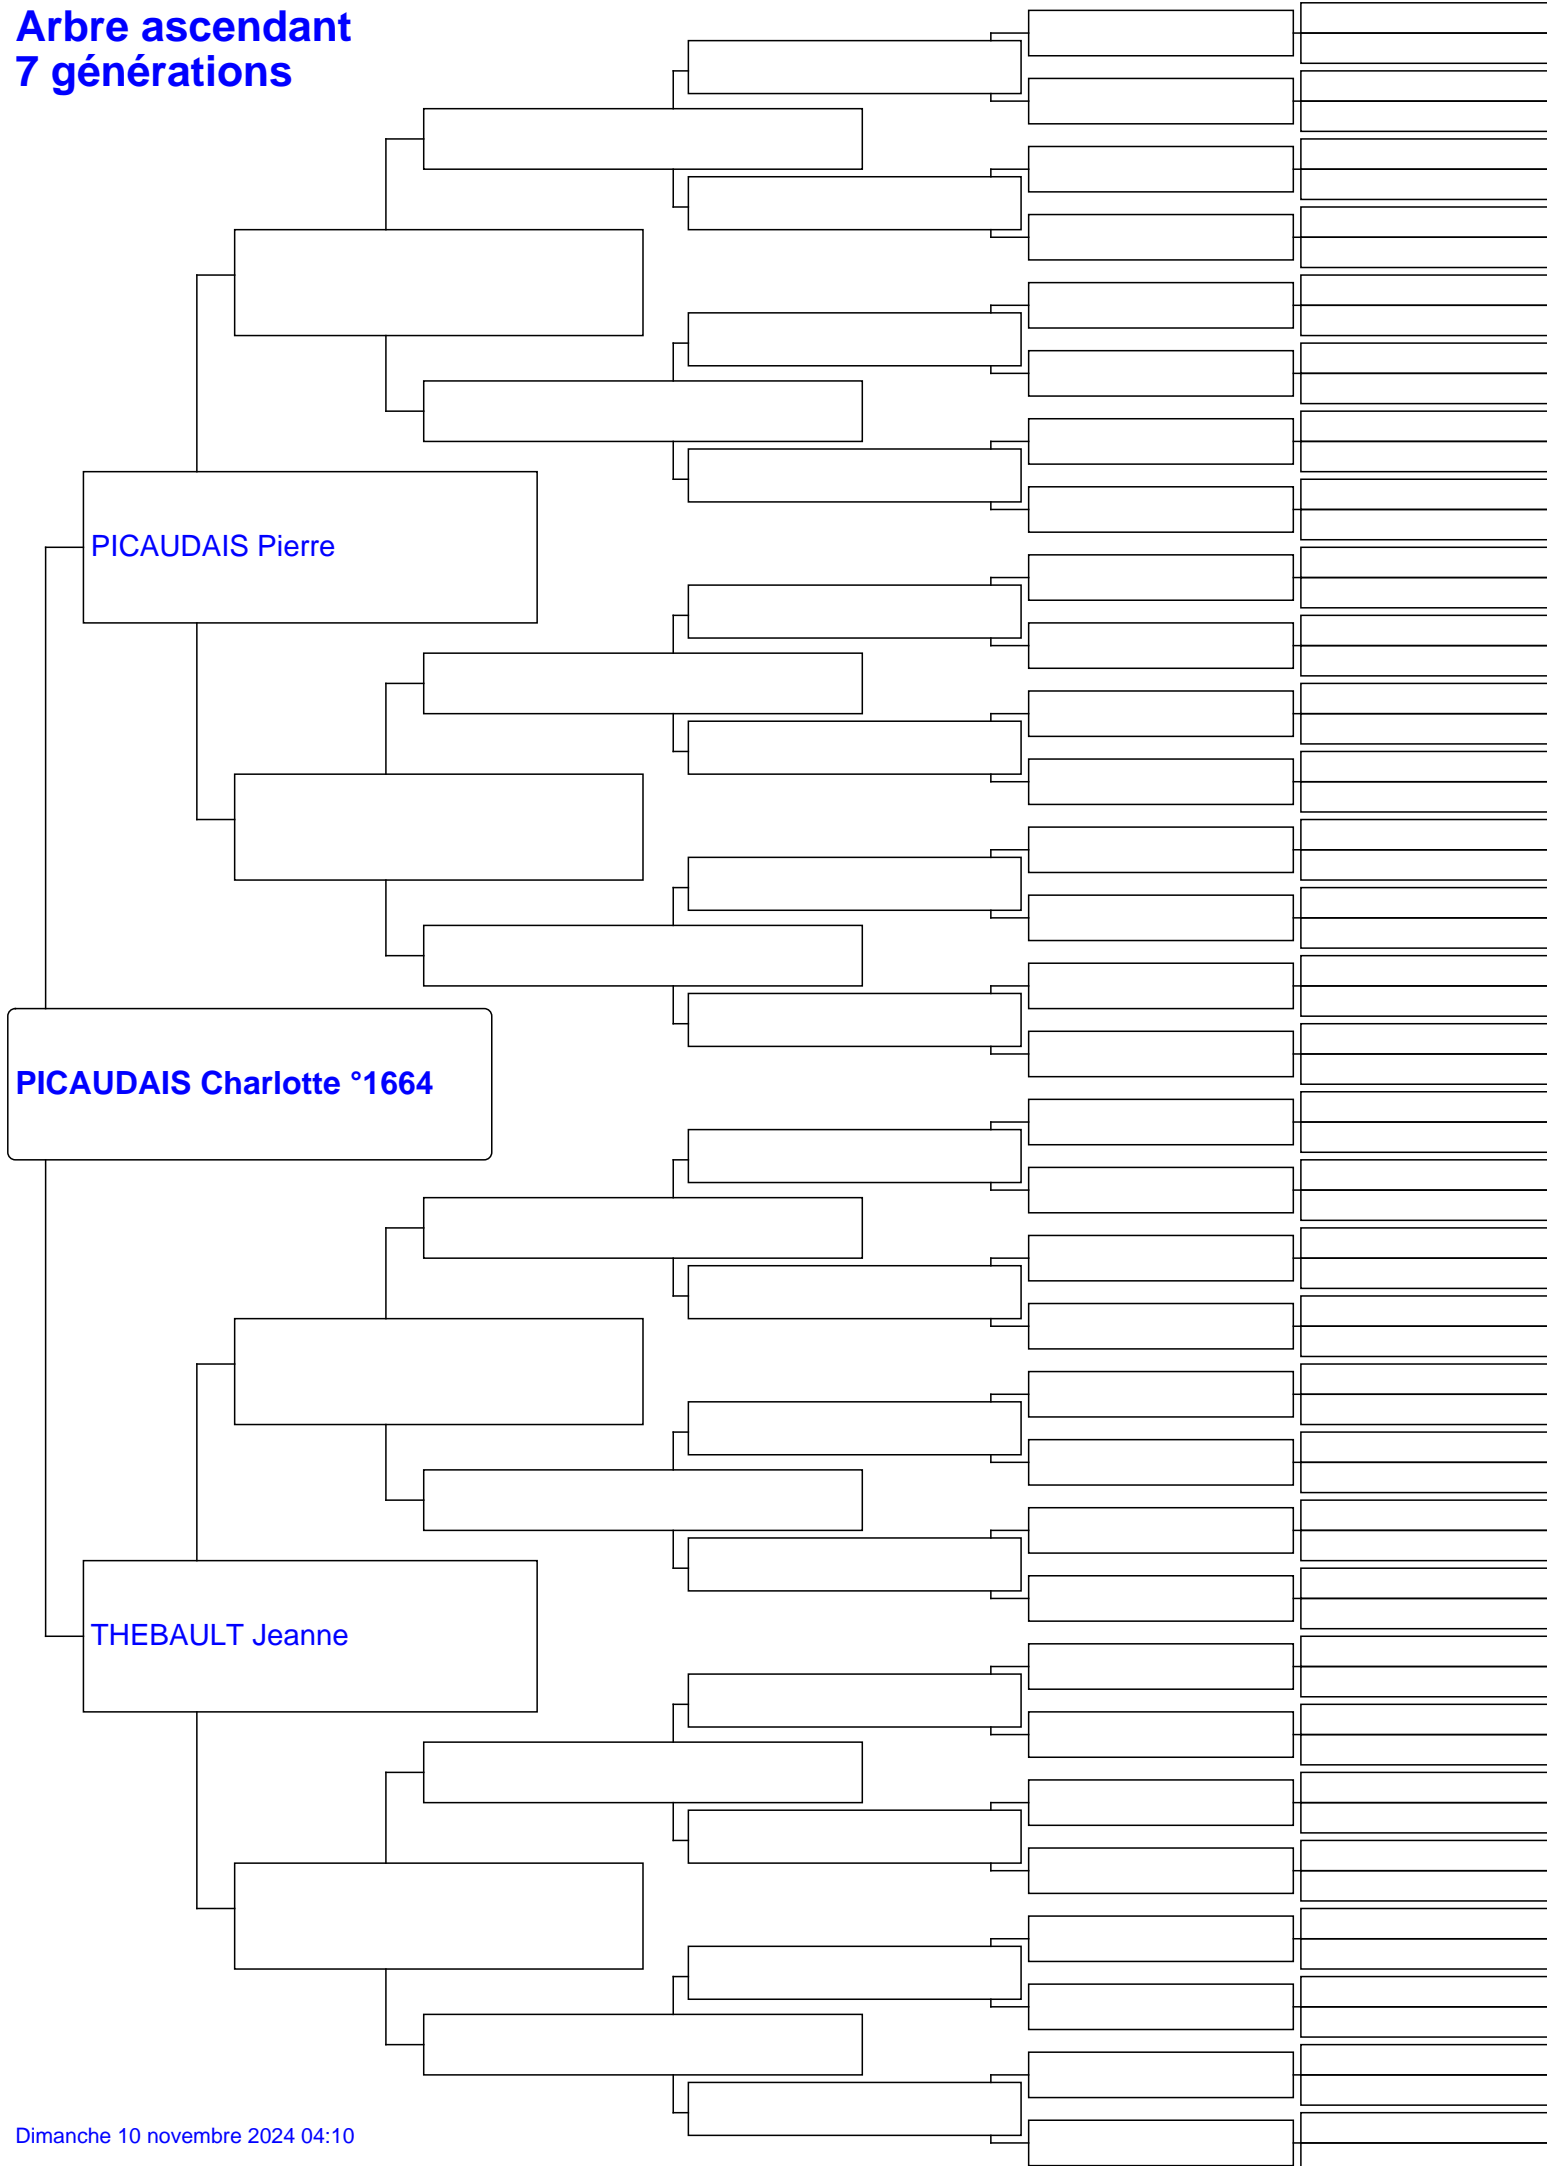 Arbre ascendant
7 générations
PICAUDAIS Pierre
PICAUDAIS Charlotte °1664
THEBAULT Jeanne
Dimanche 10 novembre 2024 04:10